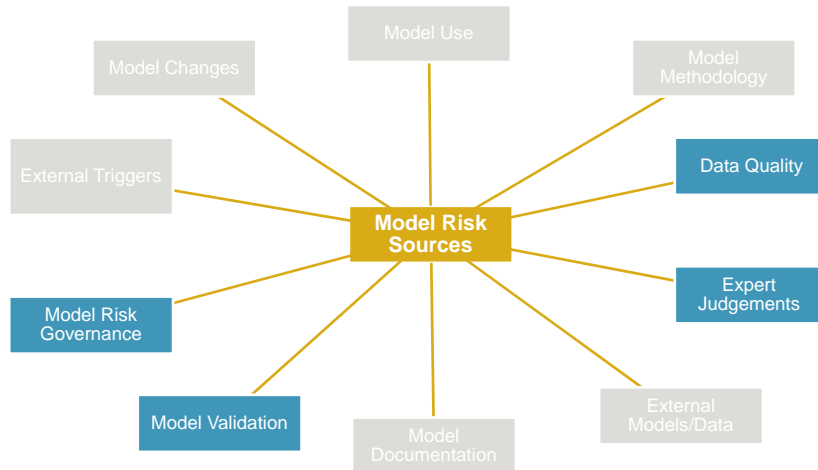 Model Use
Model Changes
Model
Methodology
External Triggers
Data Quality
Model Risk
Sources
Model Risk
Governance
Expert
Judgements
Model Validation
Model
Documentation
External
Models/Data